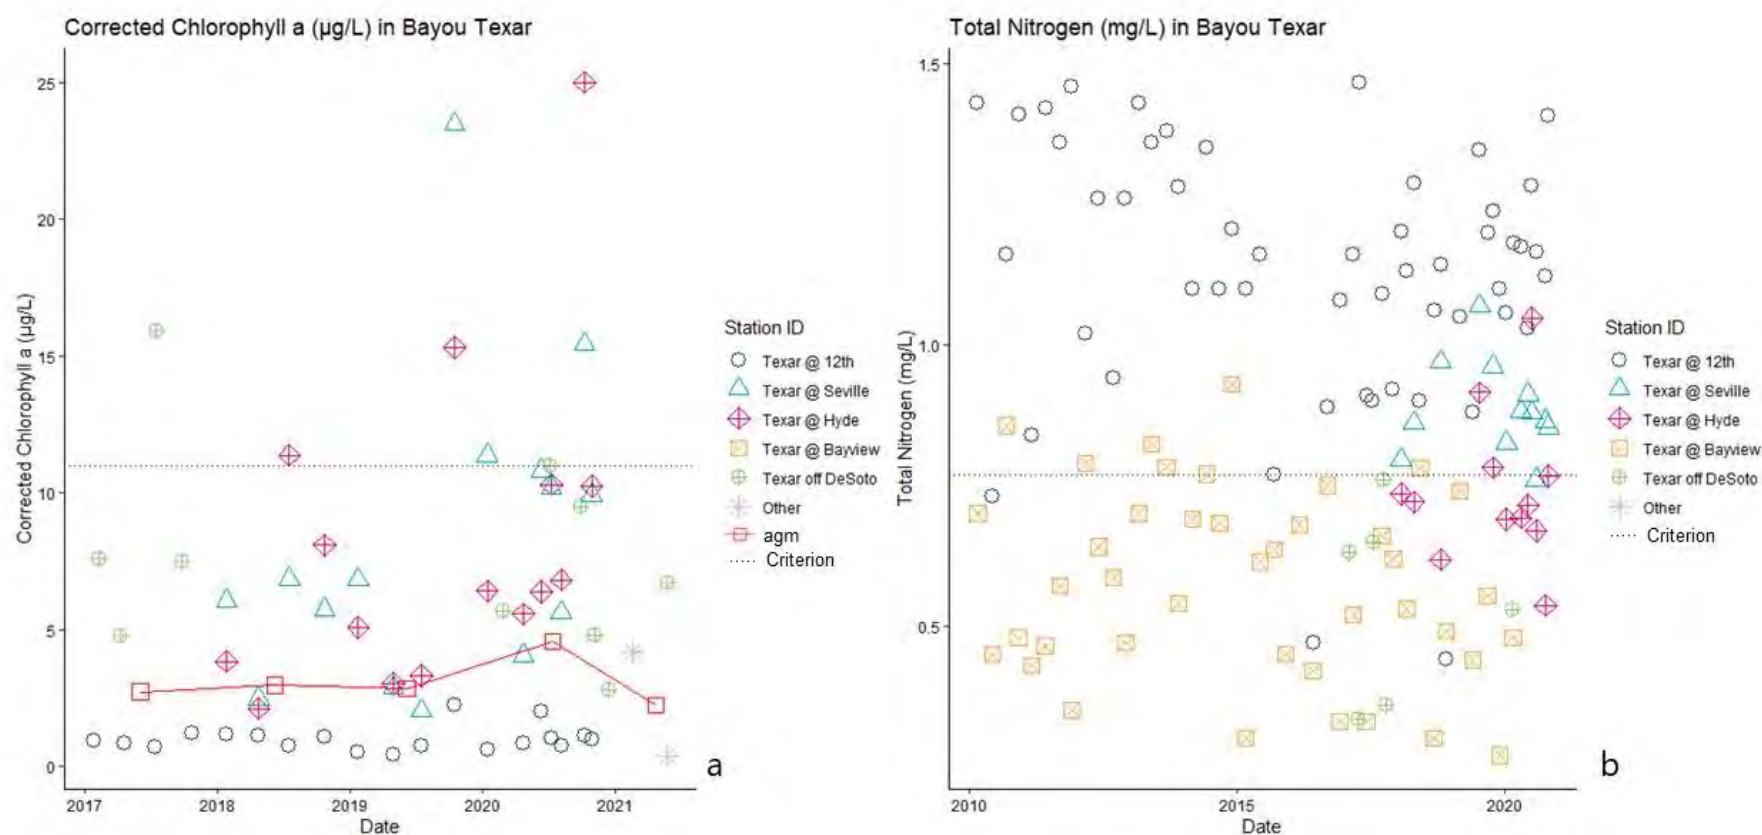 Corrected Chlorophyll a (µg/L) in Bayou Texar
25
20
15
10
5
0
Corrected Chlorophyll a (µg/L)
2017 2018 2019 2020 2021
Date
Station ID
Texar @ 12th
Texar @ Seville
Texar @ Hyde
Texar @ Bayview
Texar off DeSoto
Other
agm
Criterion
a
Total Nitrogen (mg/L) in Bayou Texar
1.5
1.0
0.5
Total Nitrogen (mg/L)
2010 2015 2020
Date
Station ID
Texar @ 12th
Texar @ Seville
Texar @ Hyde
Texar @ Bayview
Texar off DeSoto
Other
Criterion
b